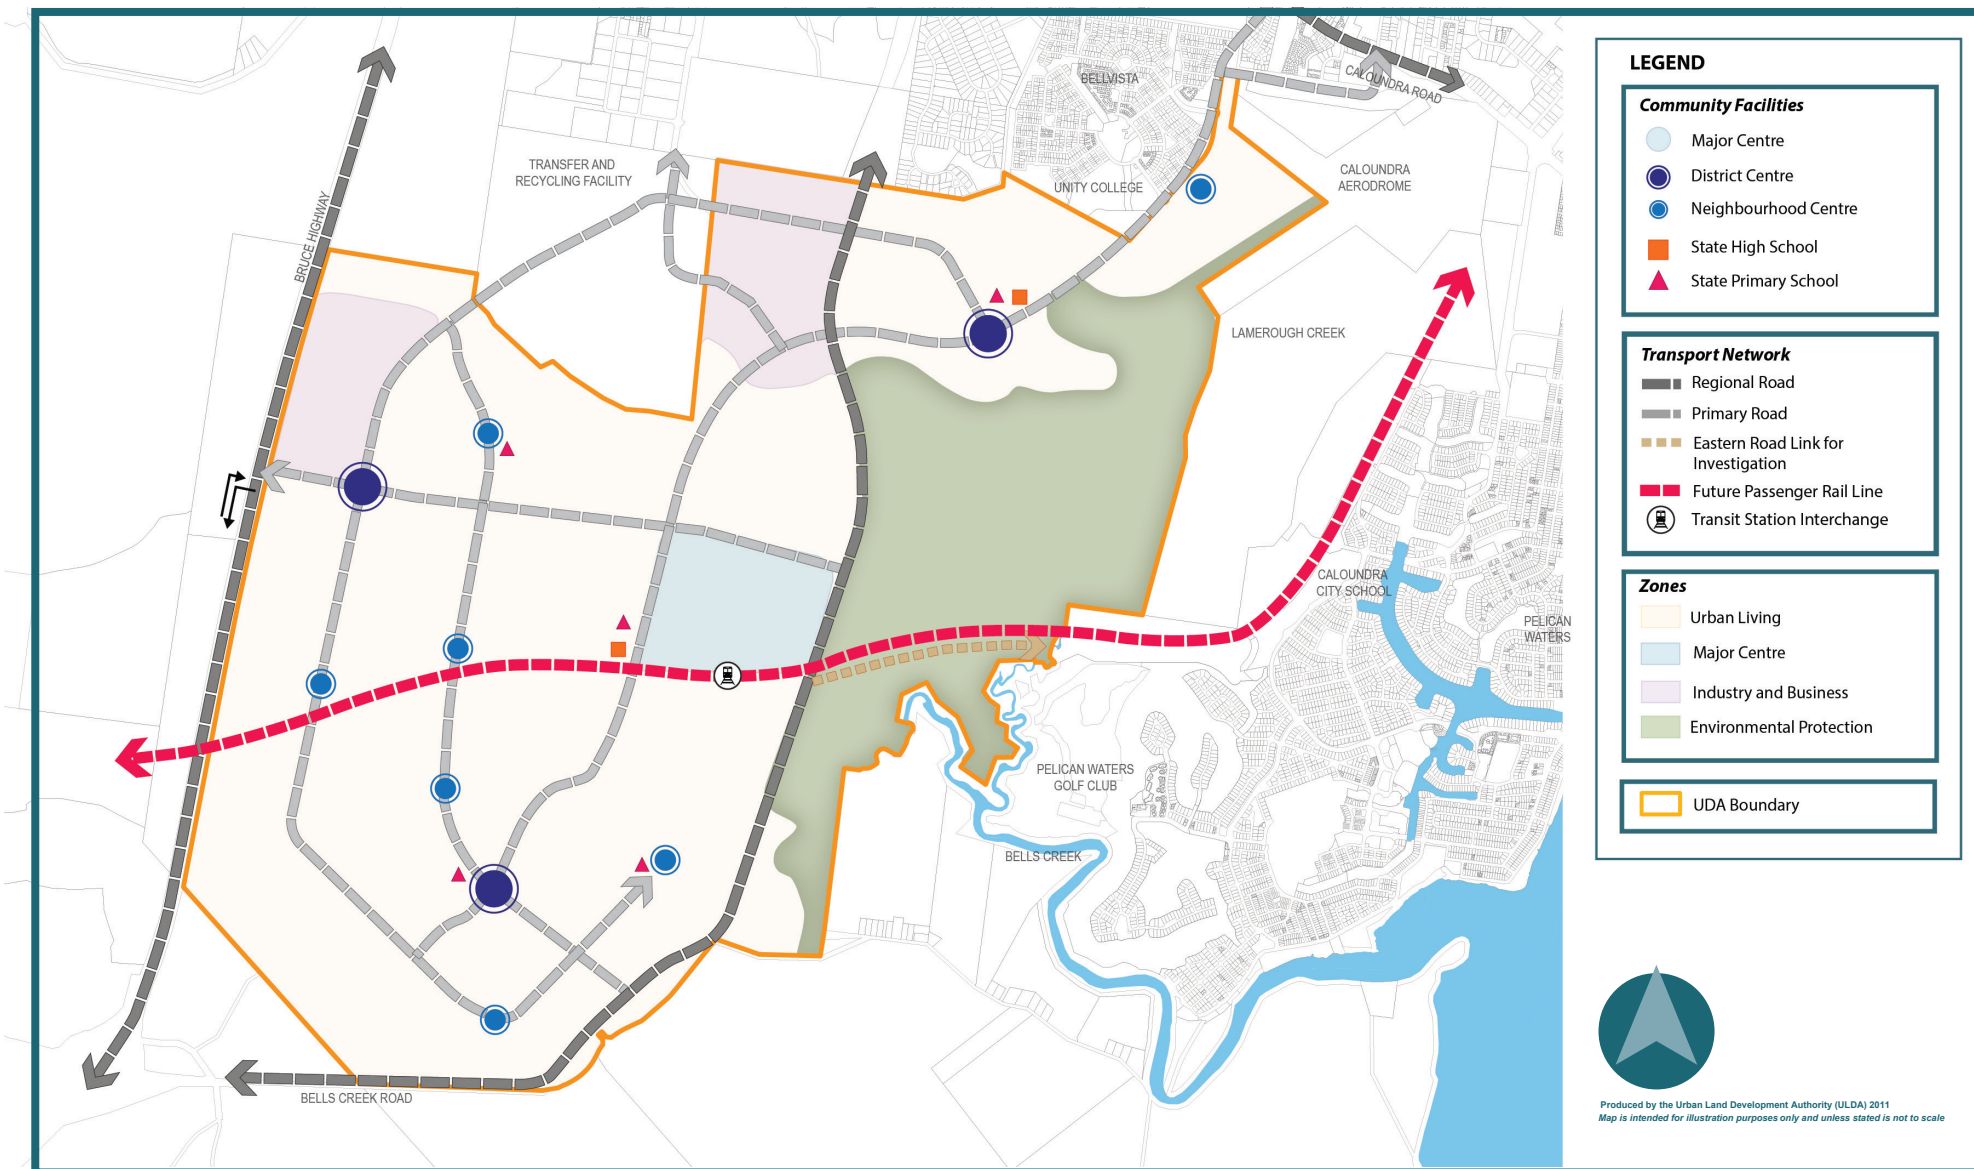 BELLVISTA
CALOUNDRA ROAD
TRANSFER AND
RECYCLING FACILITY
UNITY COLLEGE
CALOUNDRA
AERODROME
BRUCE HIGHWAY
LAMEROUGH CREEK
CALOUNDRA
CITY SCHOOL
PELICAN
WATERS
PELICAN WATERS
GOLF CLUB
BELLS CREEK
BELLS CREEK ROAD
LEGEND
Community Facilities
Major Centre
District Centre
Neighbourhood Centre
State High School
State Primary School
Transport Network
Regional Road
Primary Road
Eastern Road Link for
Investigation
Future Passenger Rail Line
Transit Station Interchange
Zones
Urban Living
Major Centre
Industry and Business
Environmental Protection
UDA Boundary
Produced by the Urban Land Development Authority (ULDA) 2011
Map is intended for illustration purposes only and unless stated is not to scale